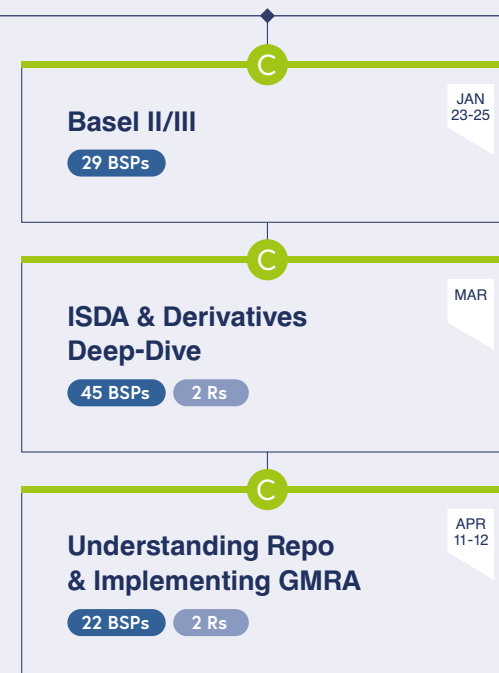 C
JAN
23-25
Basel II/III
29 BSPs
C
MAR
ISDA & Derivatives
Deep-Dive
45 BSPs 2 Rs
C
APR
11-12
Understanding Repo
& Implementing GMRA
22 BSPs 2 Rs